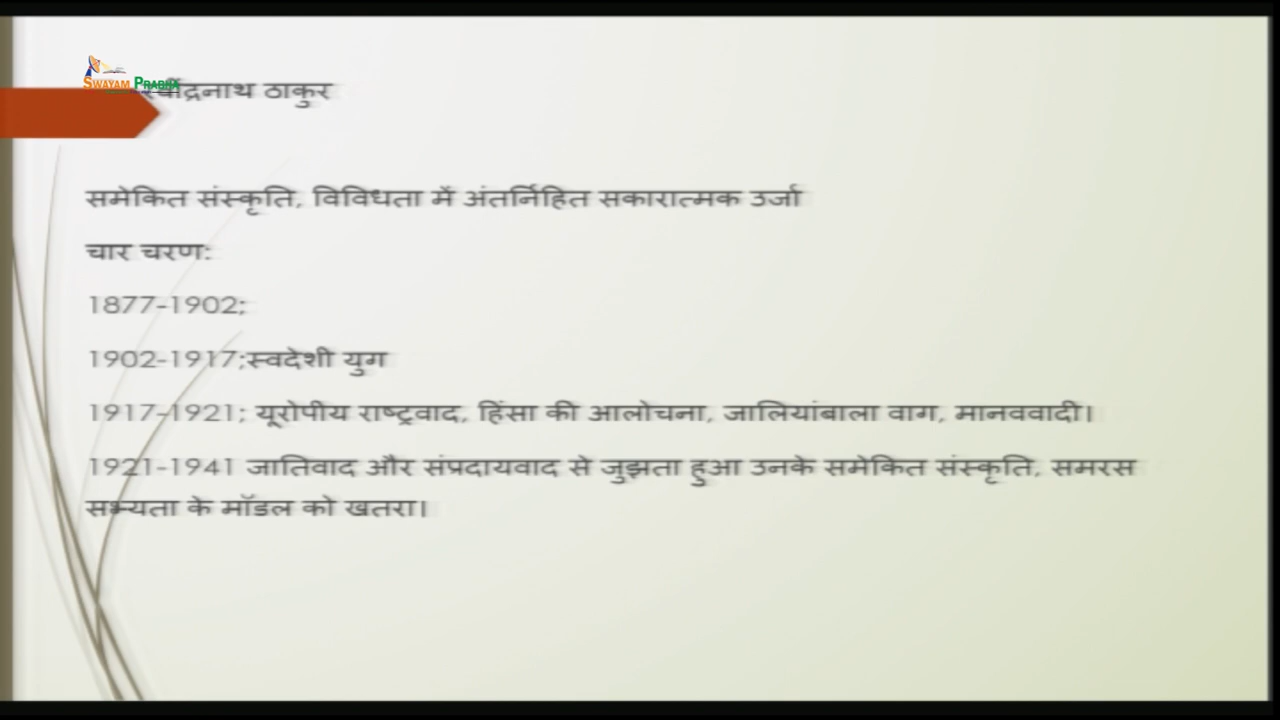 SWAYAM PRABHA
रवींद्रनाथ ठाकुर
समेकित संस्कृति, विविधता में अंतर्निहित सकारात्मक उर्जा
चार चरण:
1877-1902;
1902-1917;स्वदेशी युग
1917-1921; यूरोपीय राष्ट्रवाद, हिंसा की आलोचना, जालियांबाला वाग, मानववादी।
1921-1941 जातिवाद और संप्रदायवाद से जुझता हुआ उनके समेकित संस्कृति, समरस
सभ्यता के मॉडल को खतरा।